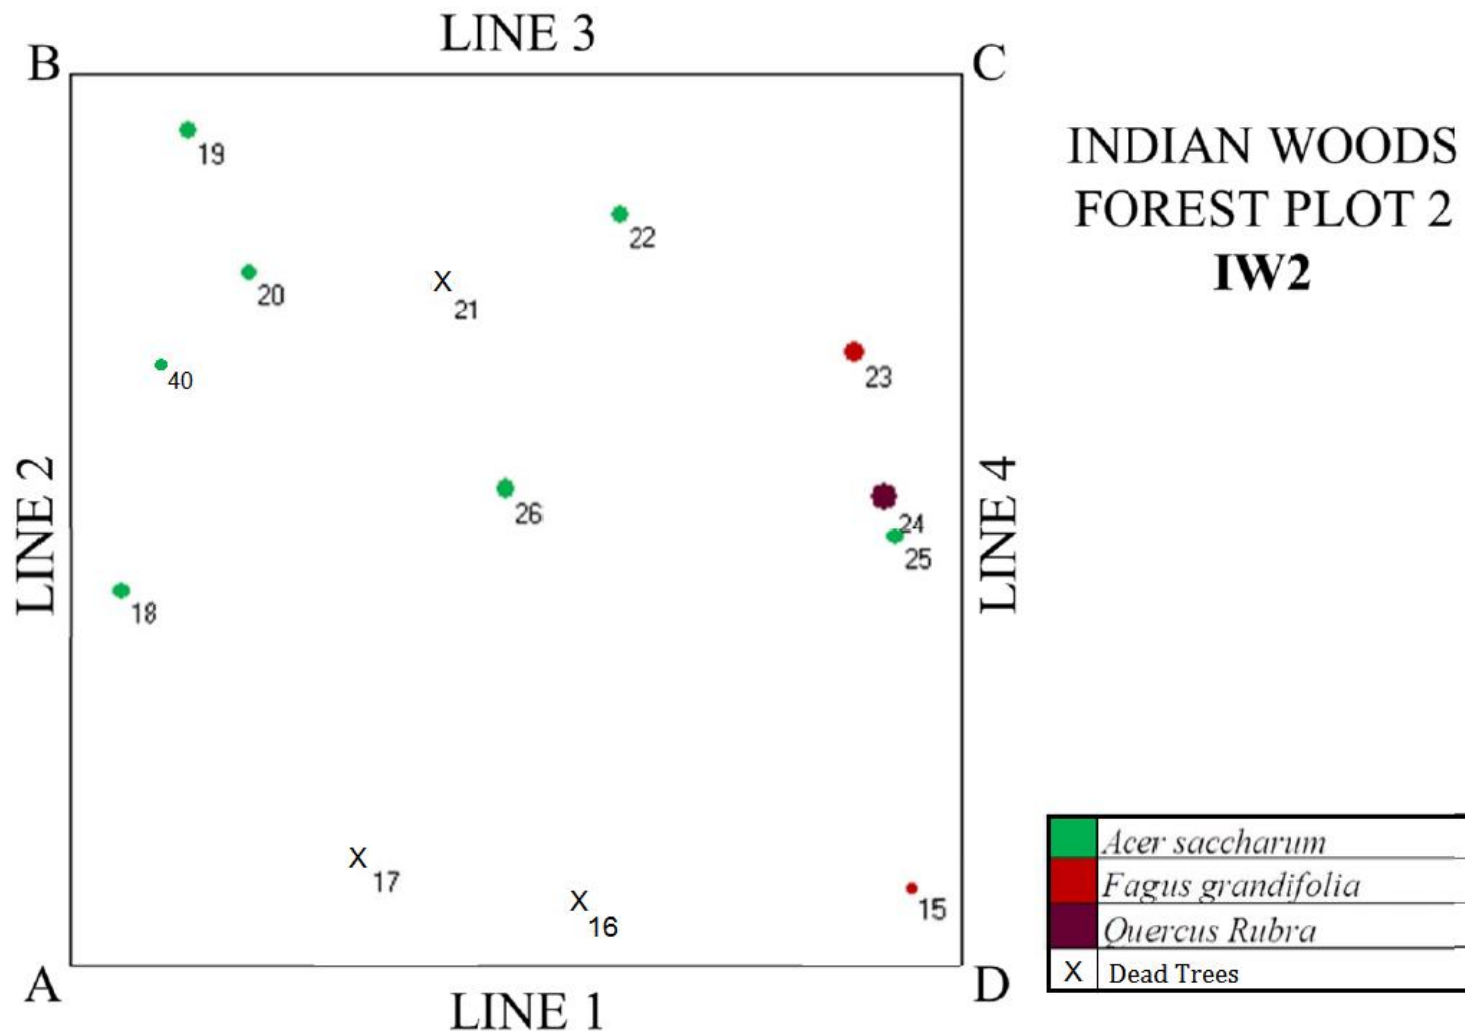 LINE 3
B
C
19
22
20
X
21
40
23
26
24
25
18
X
17
X
16
15
LINE 2
LINE 4
A
D
LINE 1
INDIAN WOODS
FOREST PLOT 2
IW2
Acer saccharum
Fagus grandifolia
Quercus Rubra
X Dead Trees